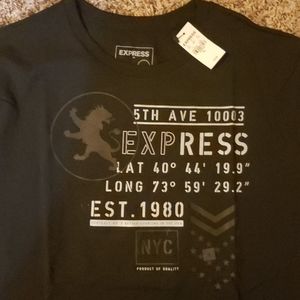 EXPRESS
EXPRESS
5TH AVE 10003
EXPRESS
LAT 40° 44' 19.9"
LONG 73° 59' 29.2"
EST.1980
NYC
PRODUCT OF QUALITY